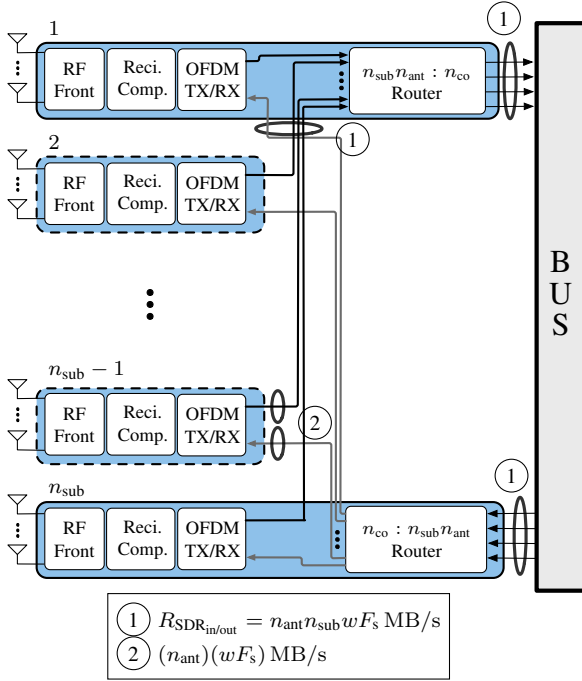 1
1
RF Front
Reci. Comp.
OFDM TX/RX
n_sub n_ant : n_co Router
1
2
RF Front
Reci. Comp.
OFDM TX/RX
BUS
n_sub − 1
RF Front
Reci. Comp.
OFDM TX/RX
2
n_sub
1
RF Front
Reci. Comp.
OFDM TX/RX
n_co : n_sub n_ant Router
1 R_SDR_in/out = n_ant n_sub w F_s MB/s
2 (n_ant)(wF_s) MB/s